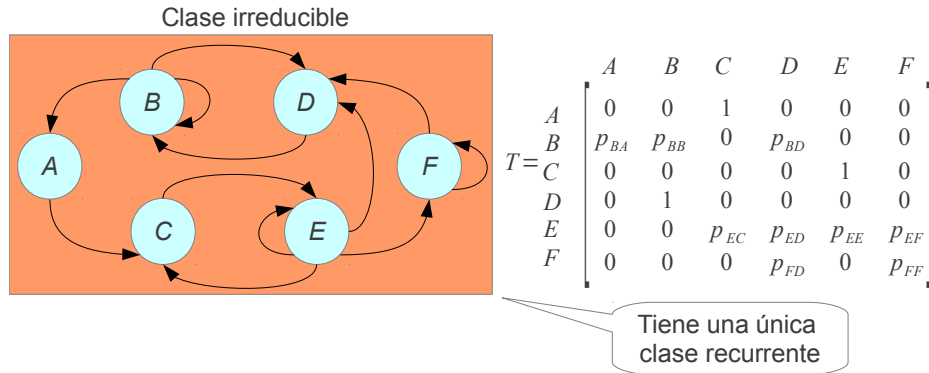 Clase irreducible
B
D
A
F
C
E
A B C D E F
A 0 0 1 0 0 0
B p_BA p_BB 0 p_BD 0 0
T= C 0 0 0 0 1 0
D 0 1 0 0 0 0
E 0 0 p_EC p_ED p_EE p_EF
F 0 0 0 p_FD 0 p_FF
Tiene una única
clase recurrente